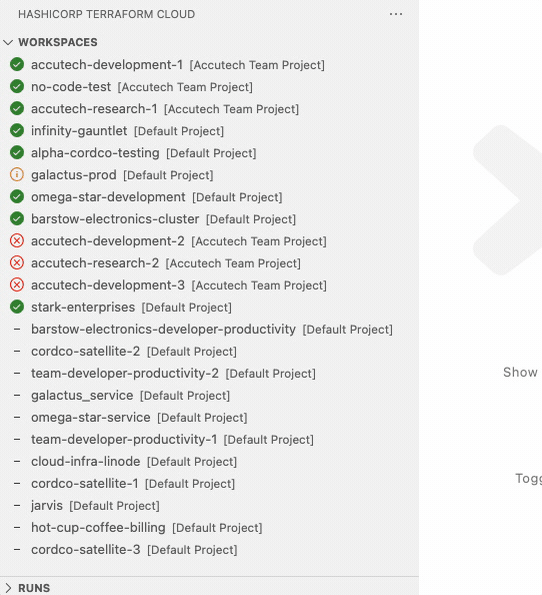 HASHICORP TERRAFORM CLOUD ...
WORKSPACES
accutech-development-1 [Accutech Team Project]
no-code-test [Accutech Team Project]
accutech-research-1 [Accutech Team Project]
infinity-gauntlet [Default Project]
alpha-cordco-testing [Default Project]
galactus-prod [Default Project]
omega-star-development [Default Project]
barstow-electronics-cluster [Default Project]
accutech-development-2 [Accutech Team Project]
accutech-research-2 [Accutech Team Project]
accutech-development-3 [Accutech Team Project]
stark-enterprises [Default Project]
– barstow-electronics-developer-productivity [Default Project]
– cordco-satellite-2 [Default Project]
– team-developer-productivity-2 [Default Project]
– galactus_service [Default Project]
– omega-star-service [Default Project]
– team-developer-productivity-1 [Default Project]
– cloud-infra-linode [Default Project]
– cordco-satellite-1 [Default Project]
– jarvis [Default Project]
– hot-cup-coffee-billing [Default Project]
– cordco-satellite-3 [Default Project]
RUNS
Show
Togg